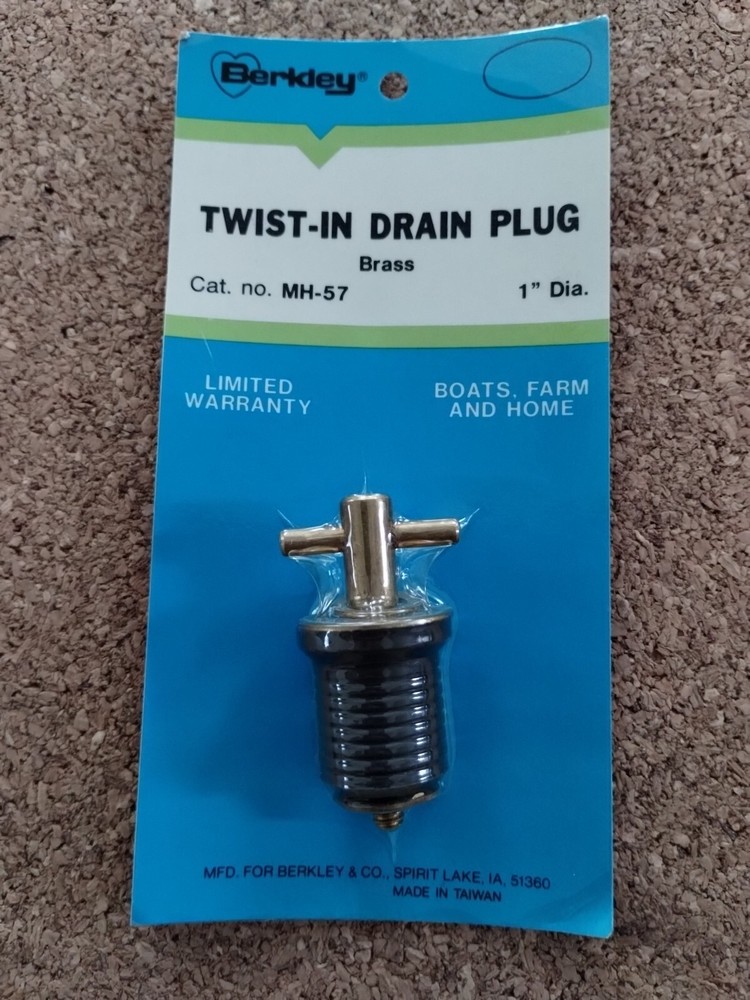 Berkley®
TWIST-IN DRAIN PLUG
Brass
Cat. no. MH-57
1" Dia.
LIMITED
WARRANTY
BOATS, FARM
AND HOME
MFD. FOR BERKLEY & CO., SPIRIT LAKE, IA, 51360
MADE IN TAIWAN